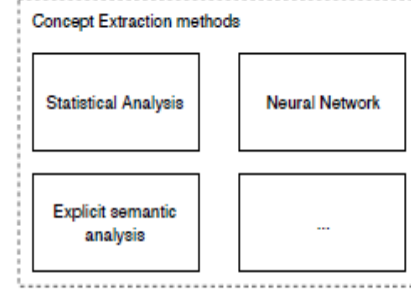 Concept Extraction methods
Statistical Analysis
Neural Network
Explicit semantic
analysis
...